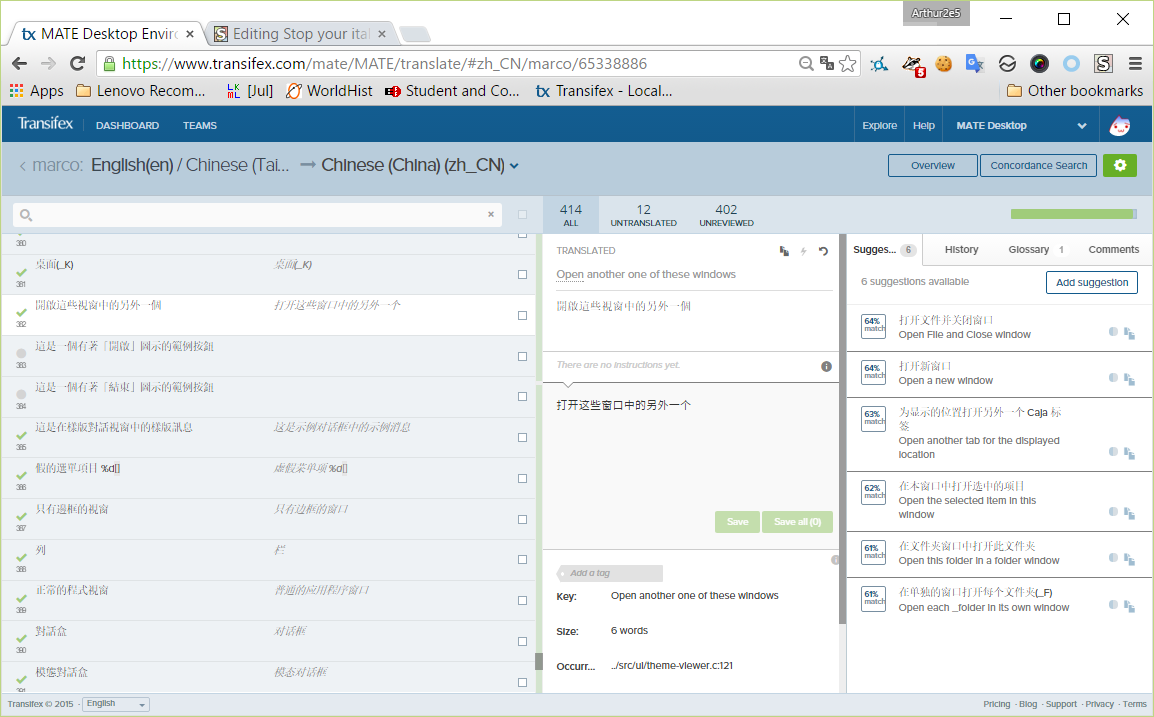 Arthur2e5
tx MATE Desktop Enviro
Editing Stop your ital
https://www.transifex.com/mate/MATE/translate/#zh_CN/marco/65338886
5
Apps
Lenovo Recom...
LK ML [Jul]
WorldHist
Student and Co...
tx Transifex - Local...
Other bookmarks
Transifex
DASHBOARD
TEAMS
Explore
Help
MATE Desktop
marco: English(en) / Chinese (Tai... → Chinese (China) (zh_CN)
Overview
Concordance Search
414
ALL
12
UNTRANSLATED
402
UNREVIEWED
380
桌面(_K)
桌面(_K)
381
開啟這些視窗中的另外一個
打开这些窗口中的另外一个
382
這是一個有著「開啟」圖示的範例按鈕
383
這是一個有著「結束」圖示的範例按鈕
384
這是在樣版對話視窗中的樣版訊息
这是示例对话框中的示例消息
385
假的選單項目 %d[]
虚假菜单项 %d[]
386
只有邊框的視窗
只有边框的窗口
387
列
栏
388
正常的程式視窗
普通的应用程序窗口
389
對話盒
对话框
390
模態對話盒
模态对话框
391
TRANSLATED
Open another one of these windows
開啟這些視窗中的另外一個
There are no instructions yet.
打开这些窗口中的另外一个
Save
Save all (0)
Add a tag
Key: Open another one of these windows
Size: 6 words
Occurr... ../src/ui/theme-viewer.c:121
Sugges... 6
History
Glossary 1
Comments
6 suggestions available
Add suggestion
64% match
打开文件并关闭窗口
Open File and Close window
64% match
打开新窗口
Open a new window
63% match
为显示的位置打开另外一个 Caja 标
签
Open another tab for the displayed
location
62% match
在本窗口中打开选中的项目
Open the selected item in this
window
61% match
在文件夹窗口中打开此文件夹
Open this folder in a folder window
61% match
在单独的窗口打开每个文件夹(_F)
Open each _folder in its own window
Transifex © 2015 · English
Pricing · Blog · Support · Privacy · Terms